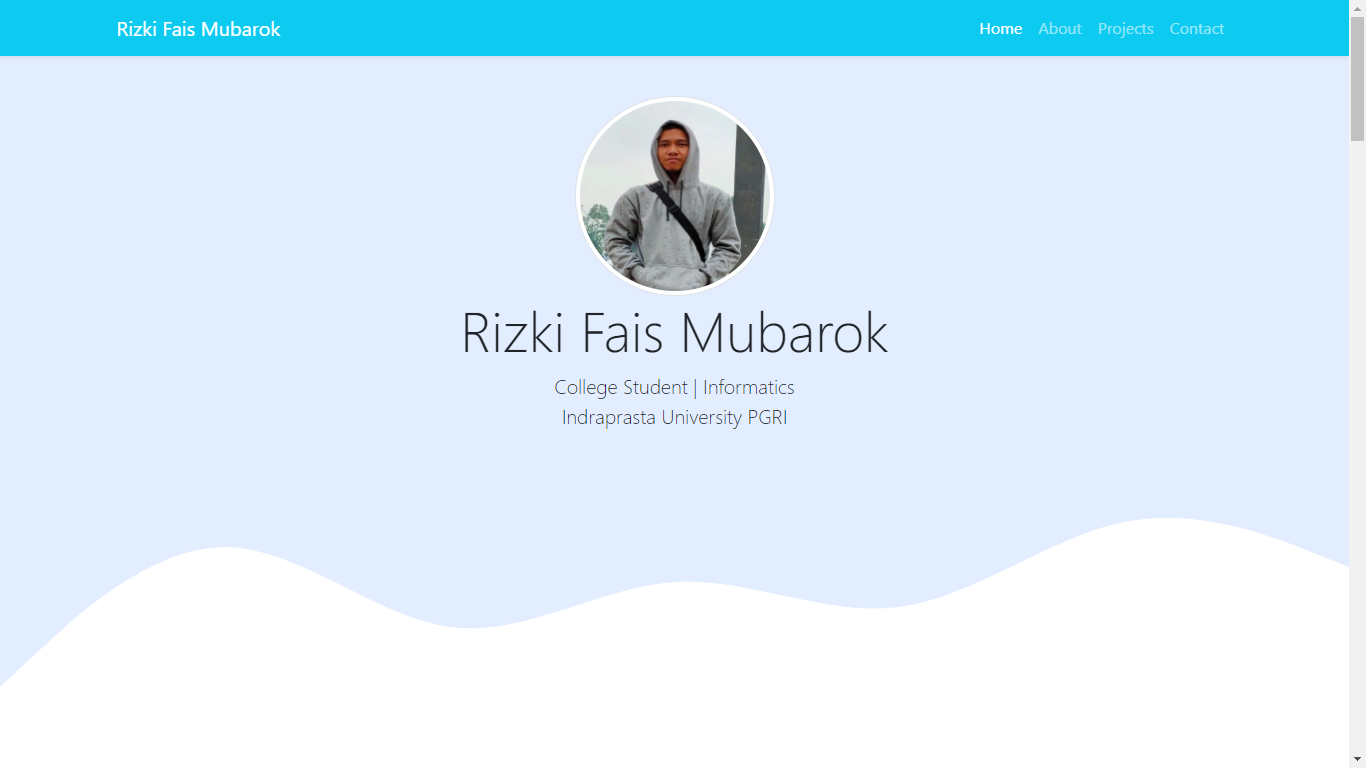 Rizki Fais Mubarok
Home About Projects Contact
Rizki Fais Mubarok
College Student | Informatics
Indraprasta University PGRI